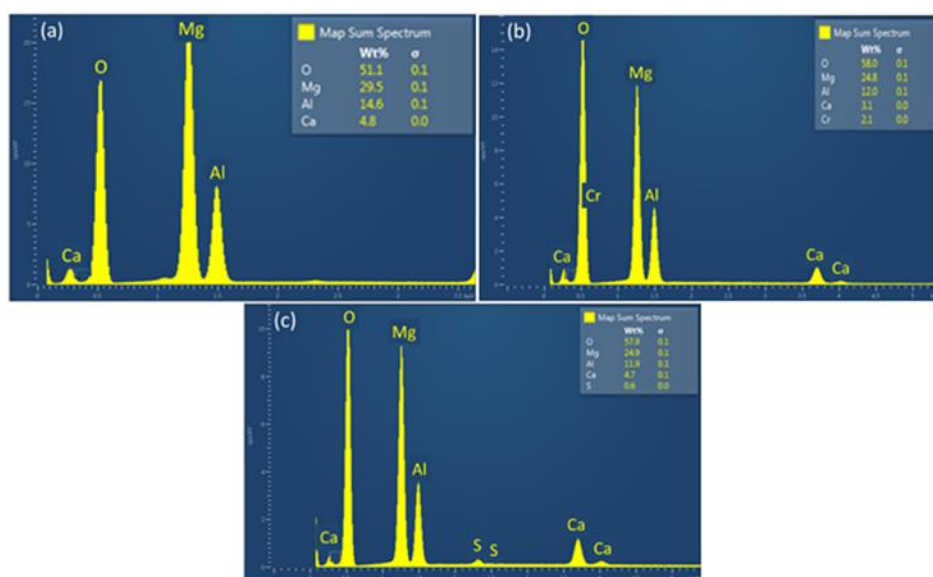 (a)
Mg
O
Al
Ca
Map Sum Spectrum
Wt% σ
O 51.1 0.1
Mg 29.5 0.1
Al 14.6 0.1
Ca 4.8 0.0
(b)
O
Mg
Cr
Al
Ca
Ca
Ca
Map Sum Spectrum
Wt% σ
O 58.0 0.1
Mg 24.8 0.1
Al 12.0 0.1
Ca 3.1 0.0
Cr 2.1 0.0
(c)
O
Mg
Al
Ca
S
S
Ca
Ca
Map Sum Spectrum
Wt% σ
O 57.9 0.1
Mg 24.9 0.1
Al 11.9 0.1
Ca 4.7 0.1
S 0.6 0.0